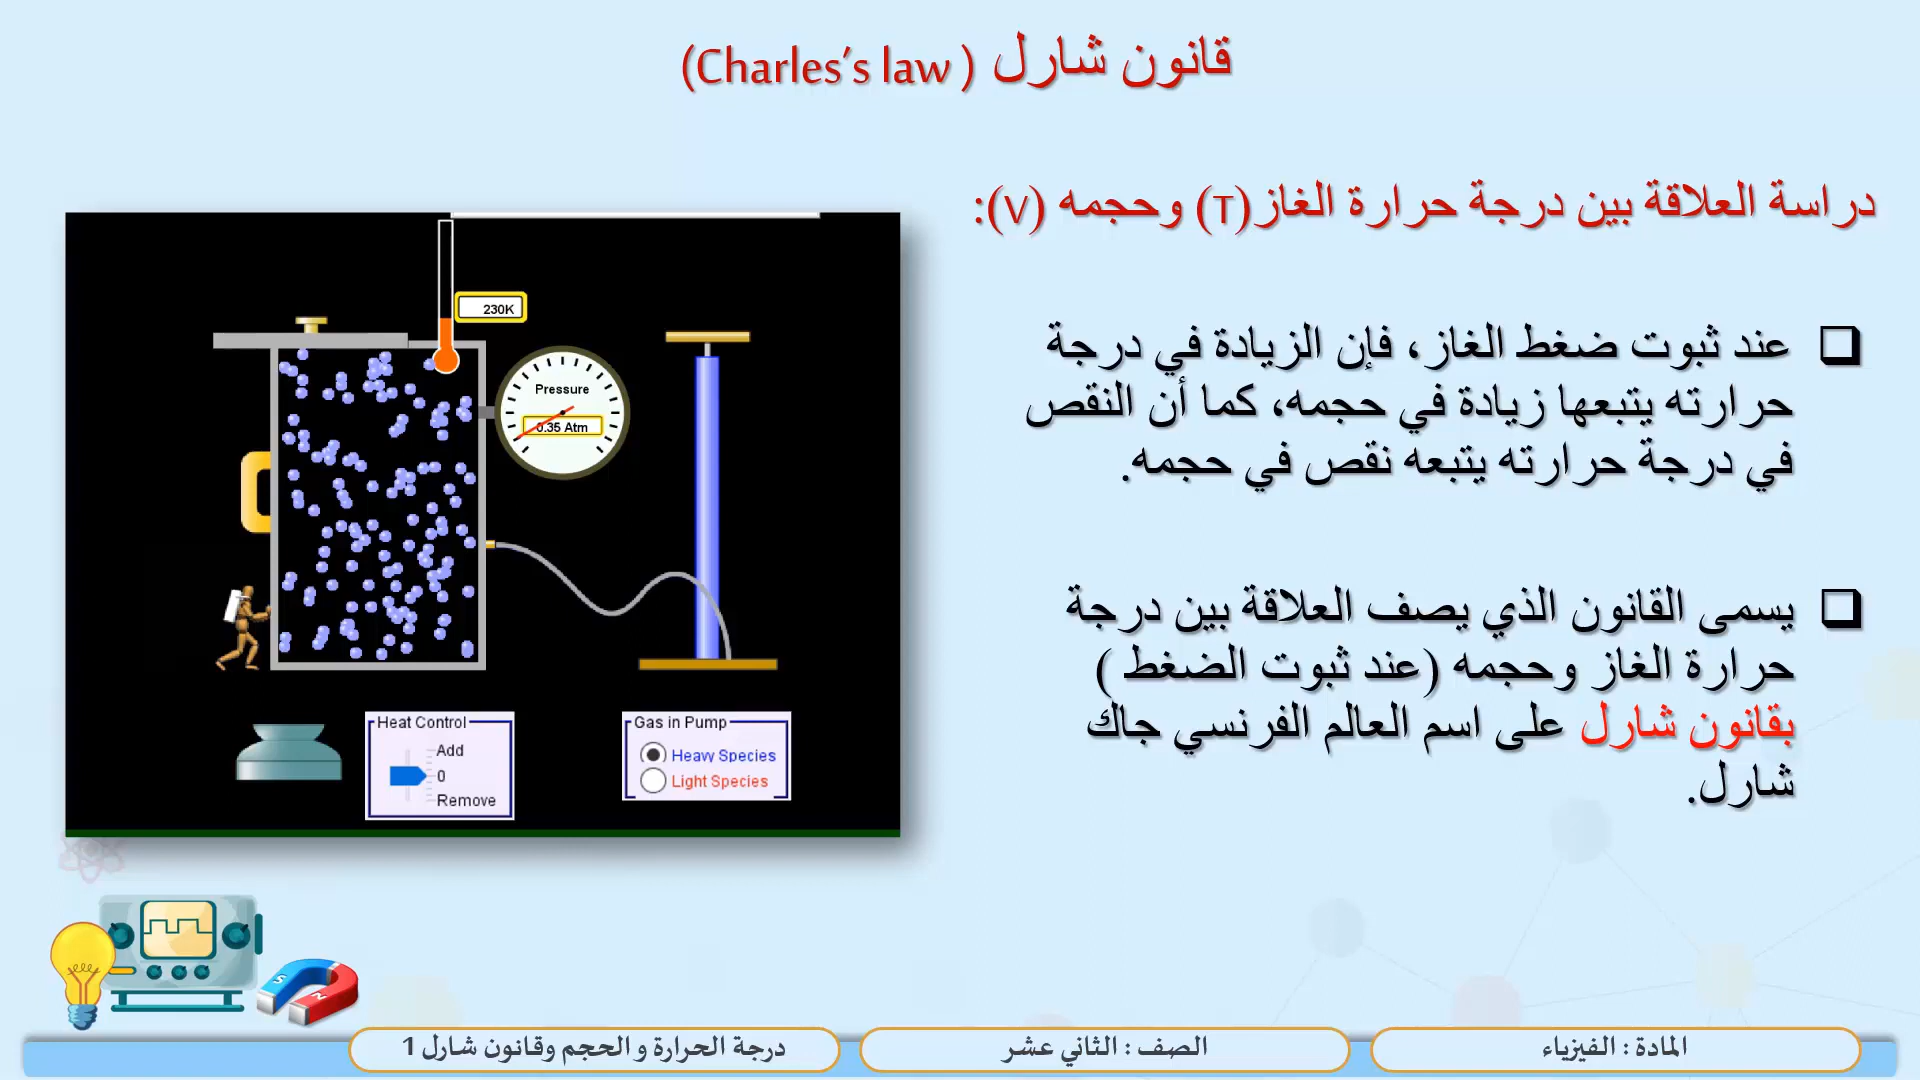 قانون شارل (Charles's law)
دراسة العلاقة بين درجة حرارة الغاز(T) وحجمه (V):
عند ثبوت ضغط الغاز، فإن الزيادة في درجة
حرارته يتبعها زيادة في حجمه، كما أن النقص
في درجة حرارته يتبعه نقص في حجمه.
يسمى القانون الذي يصف العلاقة بين درجة
حرارة الغاز وحجمه (عند ثبوت الضغط )
بقانون شارل على اسم العالم الفرنسي جاك
شارل.
230K
Pressure
0.35 Atm
Heat Control
Add
0
Remove
Gas in Pump
Heavy Species
Light Species
S
N
المادة : الفيزياء
الصف : الثاني عشر
درجة الحرارة و الحجم وقانون شارل 1